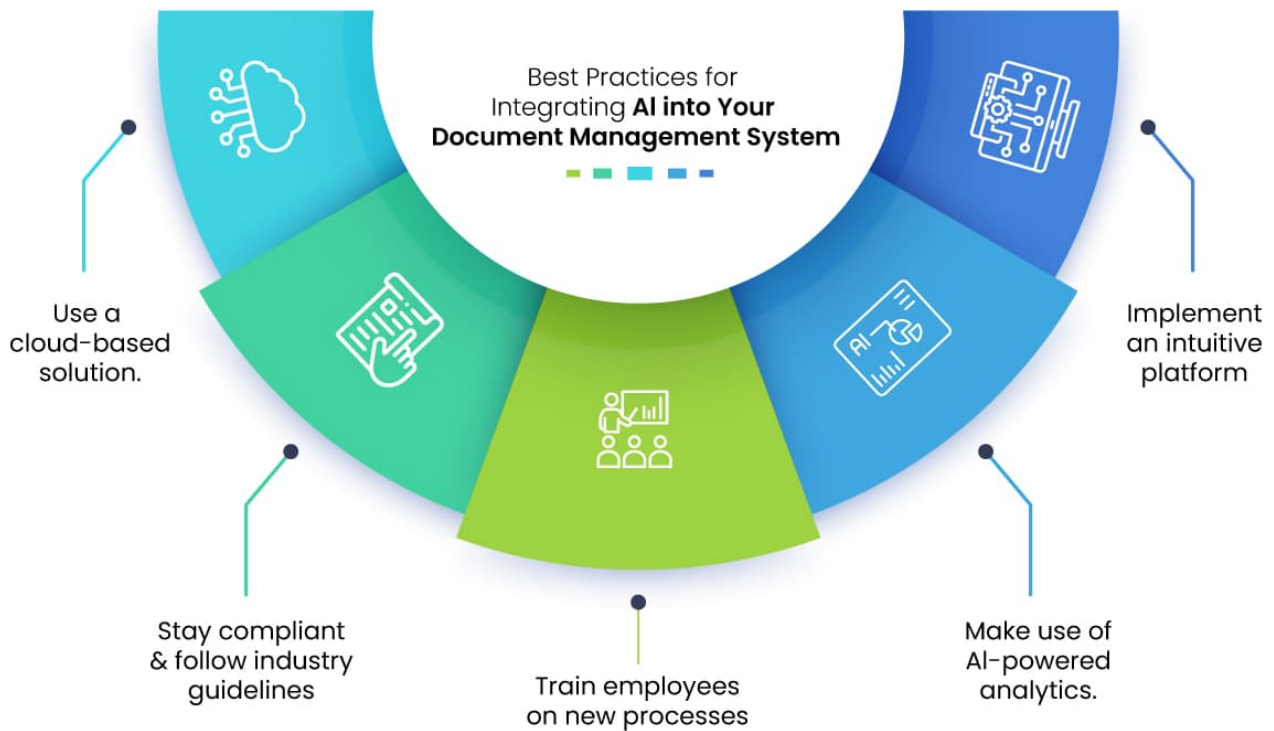 Best Practices for
Integrating AI into Your
Document Management System
Use a
cloud-based
solution.
Stay compliant
& follow industry
guidelines
Train employees
on new processes
AI
Make use of
AI-powered
analytics.
Implement
an intuitive
platform